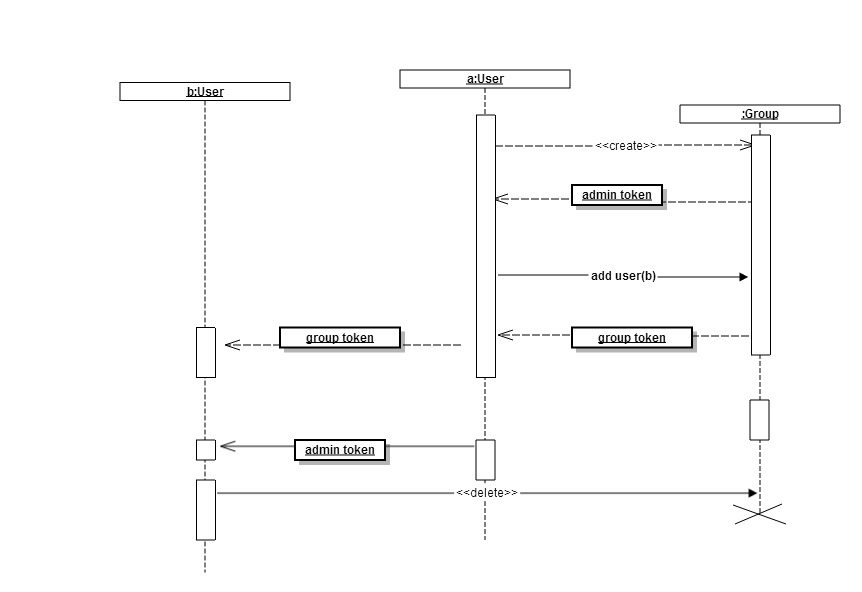 a:User
b:User
:Group
<<create>>
admin token
add user(b)
group token
group token
admin token
<<delete>>